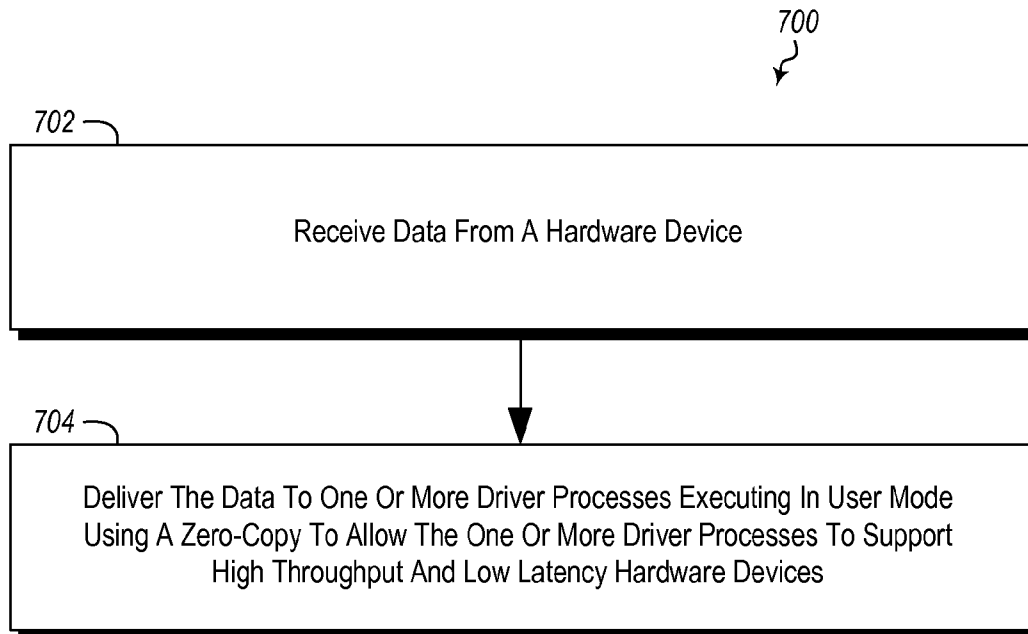 700
702
Receive Data From A Hardware Device
704
Deliver The Data To One Or More Driver Processes Executing In User Mode
Using A Zero-Copy To Allow The One Or More Driver Processes To Support
High Throughput And Low Latency Hardware Devices